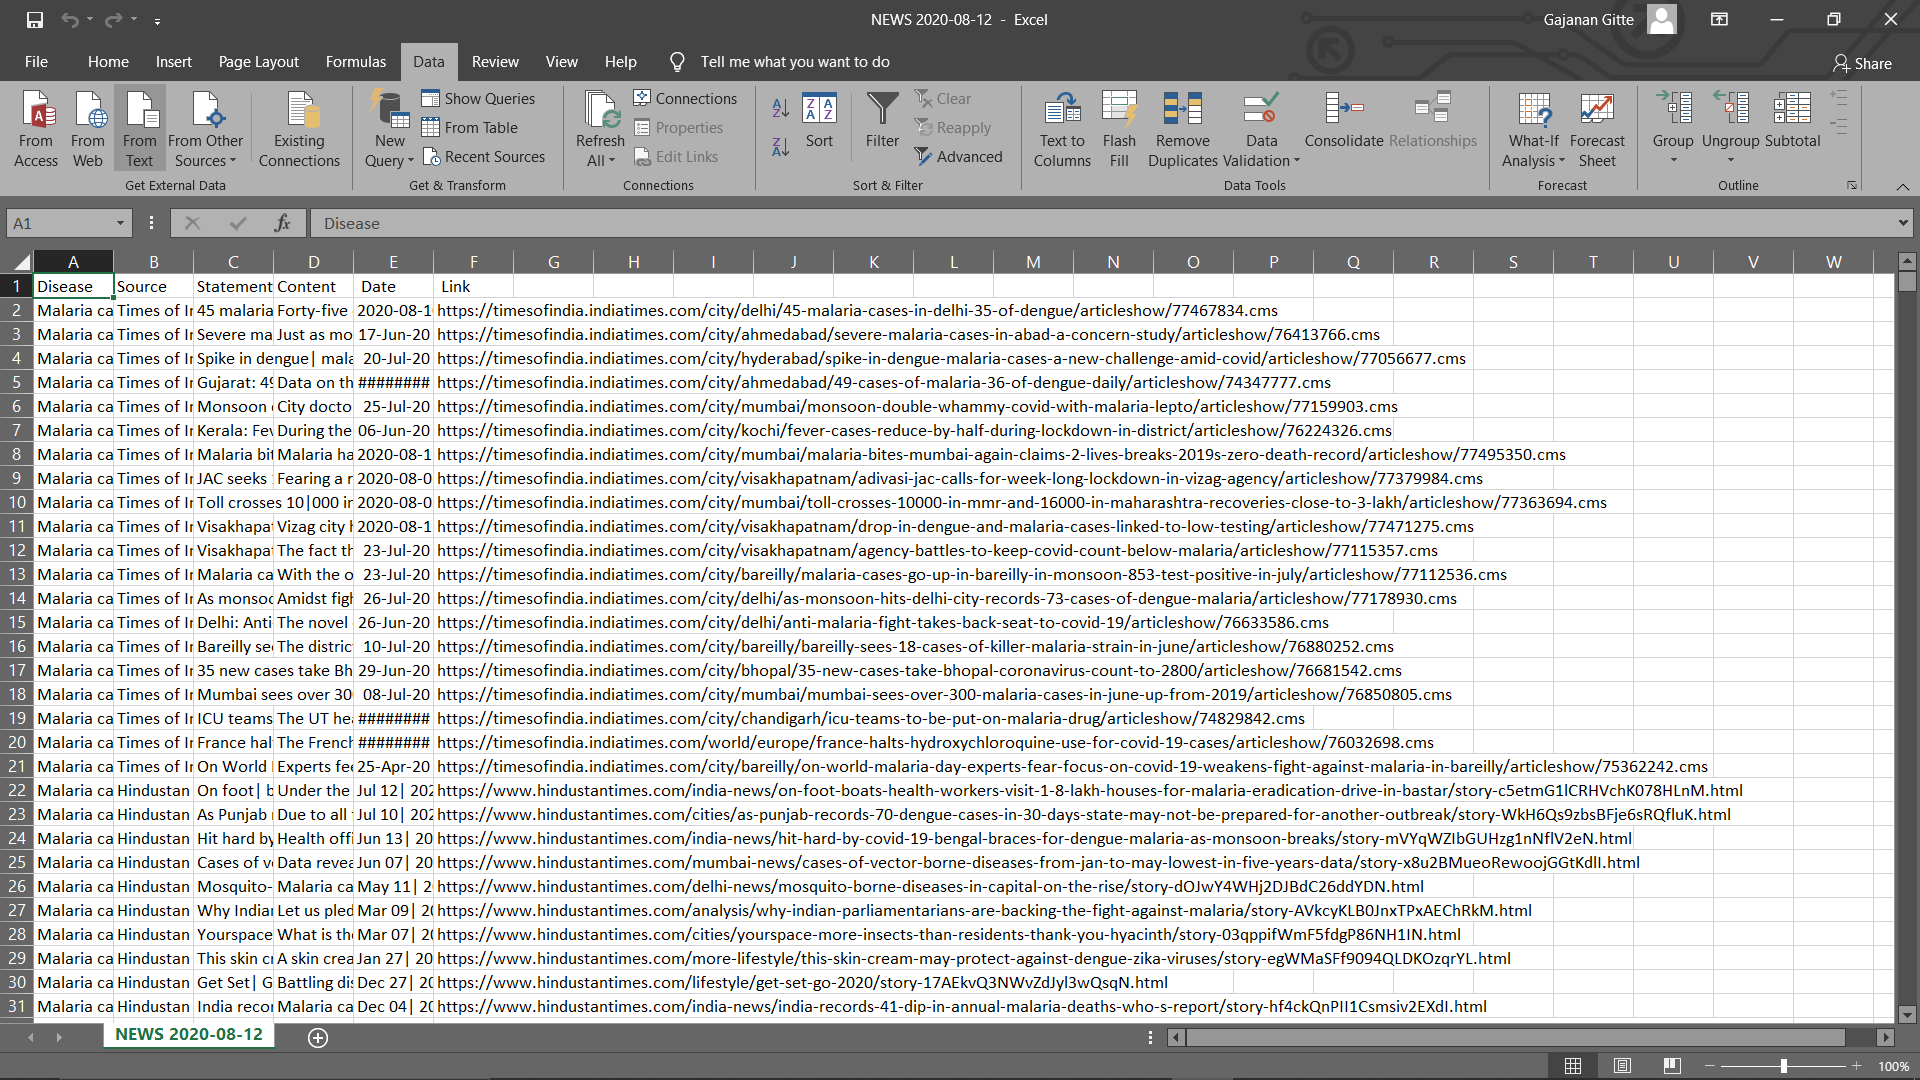 NEWS 2020-08-12 - Excel
Gajanan Gitte
File Home Insert Page Layout Formulas Data Review View Help Tell me what you want to do Share
From Access From Web From Text From Other Sources Existing Connections
Get External Data
New Query Show Queries From Table Recent Sources
Get & Transform
Refresh All Connections Properties Edit Links
Connections
Sort Filter Clear Reapply Advanced
Sort & Filter
Text to Columns Flash Fill Remove Duplicates Data Validation Consolidate Relationships
Data Tools
What-If Analysis Forecast Sheet
Forecast
Group Ungroup Subtotal
Outline
A1 fx Disease
A B C D E F G H I J K L M N O P Q R S T U V W
1 Disease Source Statement Content Date Link
2 Malaria ca Times of Ir 45 malaria Forty-five 2020-08-1 https://timesofindia.indiatimes.com/city/delhi/45-malaria-cases-in-delhi-35-of-dengue/articleshow/77467834.cms
3 Malaria ca Times of Ir Severe ma Just as mo 17-Jun-20 https://timesofindia.indiatimes.com/city/ahmedabad/severe-malaria-cases-in-abad-a-concern-study/articleshow/76413766.cms
4 Malaria ca Times of Ir Spike in dengue| mala 20-Jul-20 https://timesofindia.indiatimes.com/city/hyderabad/spike-in-dengue-malaria-cases-a-new-challenge-amid-covid/articleshow/77056677.cms
5 Malaria ca Times of Ir Gujarat: 49 Data on th ######## https://timesofindia.indiatimes.com/city/ahmedabad/49-cases-of-malaria-36-of-dengue-daily/articleshow/74347777.cms
6 Malaria ca Times of Ir Monsoon City docto 25-Jul-20 https://timesofindia.indiatimes.com/city/mumbai/monsoon-double-whammy-covid-with-malaria-lepto/articleshow/77159903.cms
7 Malaria ca Times of Ir Kerala: Fev During the 06-Jun-20 https://timesofindia.indiatimes.com/city/kochi/fever-cases-reduce-by-half-during-lockdown-in-district/articleshow/76224326.cms
8 Malaria ca Times of Ir Malaria bit Malaria ha 2020-08-1 https://timesofindia.indiatimes.com/city/mumbai/malaria-bites-mumbai-again-claims-2-lives-breaks-2019s-zero-death-record/articleshow/77495350.cms
9 Malaria ca Times of Ir JAC seeks Fearing a r 2020-08-0 https://timesofindia.indiatimes.com/city/visakhapatnam/adivasi-jac-calls-for-week-long-lockdown-in-vizag-agency/articleshow/77379984.cms
10 Malaria ca Times of Ir Toll crosses 10|000 in 2020-08-0 https://timesofindia.indiatimes.com/city/mumbai/toll-crosses-10000-in-mmr-and-16000-in-maharashtra-recoveries-close-to-3-lakh/articleshow/77363694.cms
11 Malaria ca Times of Ir Visakhapat Vizag city h 2020-08-1 https://timesofindia.indiatimes.com/city/visakhapatnam/drop-in-dengue-and-malaria-cases-linked-to-low-testing/articleshow/77471275.cms
12 Malaria ca Times of Ir Visakhapat The fact th 23-Jul-20 https://timesofindia.indiatimes.com/city/visakhapatnam/agency-battles-to-keep-covid-count-below-malaria/articleshow/77115357.cms
13 Malaria ca Times of Ir Malaria ca With the o 23-Jul-20 https://timesofindia.indiatimes.com/city/bareilly/malaria-cases-go-up-in-bareilly-in-monsoon-853-test-positive-in-july/articleshow/77112536.cms
14 Malaria ca Times of Ir As monsoo Amidst figh 26-Jul-20 https://timesofindia.indiatimes.com/city/delhi/as-monsoon-hits-delhi-city-records-73-cases-of-dengue-malaria/articleshow/77178930.cms
15 Malaria ca Times of Ir Delhi: Anti The novel 26-Jun-20 https://timesofindia.indiatimes.com/city/delhi/anti-malaria-fight-takes-back-seat-to-covid-19/articleshow/76633586.cms
16 Malaria ca Times of Ir Bareilly see The distric 10-Jul-20 https://timesofindia.indiatimes.com/city/bareilly/bareilly-sees-18-cases-of-killer-malaria-strain-in-june/articleshow/76880252.cms
17 Malaria ca Times of Ir 35 new cases take Bh 29-Jun-20 https://timesofindia.indiatimes.com/city/bhopal/35-new-cases-take-bhopal-coronavirus-count-to-2800/articleshow/76681542.cms
18 Malaria ca Times of Ir Mumbai sees over 30 08-Jul-20 https://timesofindia.indiatimes.com/city/mumbai/mumbai-sees-over-300-malaria-cases-in-june-up-from-2019/articleshow/76850805.cms
19 Malaria ca Times of Ir ICU teams The UT hea ######## https://timesofindia.indiatimes.com/city/chandigarh/icu-teams-to-be-put-on-malaria-drug/articleshow/74829842.cms
20 Malaria ca Times of Ir France hal The French ######## https://timesofindia.indiatimes.com/world/europe/france-halts-hydroxychloroquine-use-for-covid-19-cases/articleshow/76032698.cms
21 Malaria ca Times of Ir On World Experts fee 25-Apr-20 https://timesofindia.indiatimes.com/city/bareilly/on-world-malaria-day-experts-fear-focus-on-covid-19-weakens-fight-against-malaria-in-bareilly/articleshow/75362242.cms
22 Malaria ca Hindustan On foot| b Under the Jul 12| 202 https://www.hindustantimes.com/india-news/on-foot-boats-health-workers-visit-1-8-lakh-houses-for-malaria-eradication-drive-in-bastar/story-c5etmG1lCRHVchK078HLnM.html
23 Malaria ca Hindustan As Punjab Due to all Jul 10| 202 https://www.hindustantimes.com/cities/as-punjab-records-70-dengue-cases-in-30-days-state-may-not-be-prepared-for-another-outbreak/story-WkH6Qs9zbsBFje6sRQfluK.html
24 Malaria ca Hindustan Hit hard by Health offi Jun 13| 20 https://www.hindustantimes.com/india-news/hit-hard-by-covid-19-bengal-braces-for-dengue-malaria-as-monsoon-breaks/story-mVYqWZIbGUHzg1nNflV2eN.html
25 Malaria ca Hindustan Cases of ve Data revea Jun 07| 20 https://www.hindustantimes.com/mumbai-news/cases-of-vector-borne-diseases-from-jan-to-may-lowest-in-five-years-data/story-x8u2BMueoRewoojGGtKdlI.html
26 Malaria ca Hindustan Mosquito- Malaria ca May 11| 2 https://www.hindustantimes.com/delhi-news/mosquito-borne-diseases-in-capital-on-the-rise/story-dOJwY4WHj2DJBdC26ddYDN.html
27 Malaria ca Hindustan Why Indian Let us pled Mar 09| 20 https://www.hindustantimes.com/analysis/why-indian-parliamentarians-are-backing-the-fight-against-malaria/story-AVkcyKLB0JnxTPxAEChRkM.html
28 Malaria ca Hindustan Yourspace What is the Mar 07| 20 https://www.hindustantimes.com/cities/yourspace-more-insects-than-residents-thank-you-hyacinth/story-03qppifWmF5fdgP86NH1IN.html
29 Malaria ca Hindustan This skin cr A skin crea Jan 27| 20 https://www.hindustantimes.com/more-lifestyle/this-skin-cream-may-protect-against-dengue-zika-viruses/story-egWMaSFf9094QLDKOzqrYL.html
30 Malaria ca Hindustan Get Set| G Battling dis Dec 27| 20 https://www.hindustantimes.com/lifestyle/get-set-go-2020/story-17AEkvQ3NWvZdJyl3wQsqN.html
31 Malaria ca Hindustan India recor Malaria ca Dec 04| 20 https://www.hindustantimes.com/india-news/india-records-41-dip-in-annual-malaria-deaths-who-s-report/story-hf4ckQnPII1Csmsiv2EXdI.html
NEWS 2020-08-12
100%